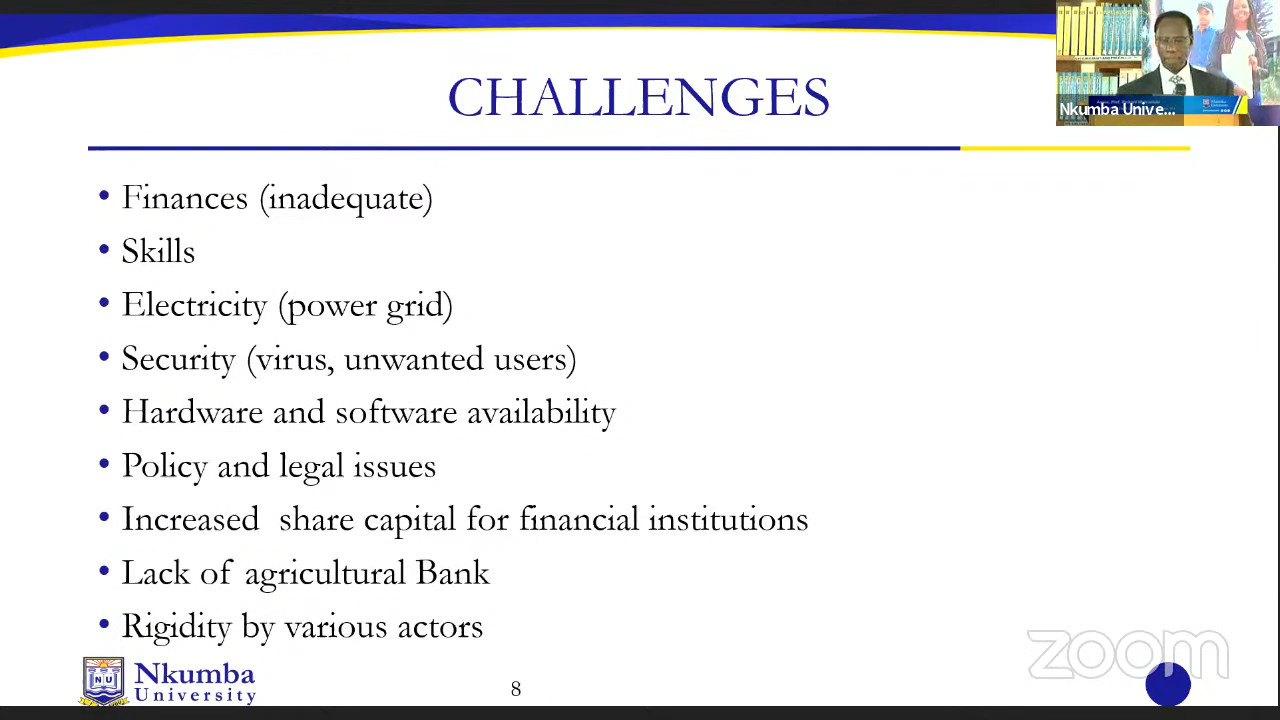 CHALLENGES
Nkumba Unive...
• Finances (inadequate)
• Skills
• Electricity (power grid)
• Security (virus, unwanted users)
• Hardware and software availability
• Policy and legal issues
• Increased  share capital for financial institutions
• Lack of agricultural Bank
• Rigidity by various actors
NU
Nkumba
University
8
zoom